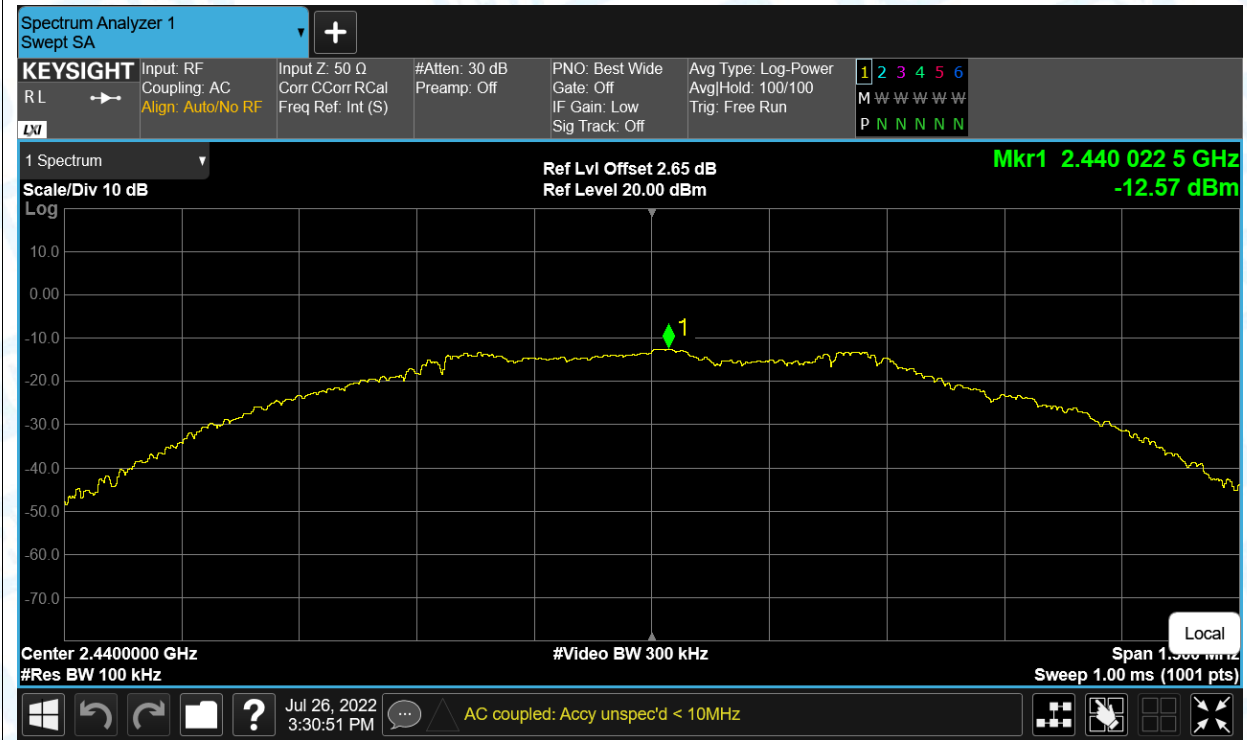 Spectrum Analyzer 1
Swept SA
KEYSIGHT
R L
LXI
Input: RF
Coupling: AC
Align: Auto/No RF
Input Z: 50 Ω
Corr CCorr RCal
Freq Ref: Int (S)
#Atten: 30 dB
Preamp: Off
PNO: Best Wide
Gate: Off
IF Gain: Low
Sig Track: Off
Avg Type: Log-Power
Avg|Hold: 100/100
Trig: Free Run
1 2 3 4 5 6
M W W W W W W
P N N N N N N
1 Spectrum
Scale/Div 10 dB
Log
Ref Lvl Offset 2.65 dB
Ref Level 20.00 dBm
Mkr1 2.440 022 5 GHz
-12.57 dBm
10.0
0.00
-10.0
-20.0
-30.0
-40.0
-50.0
-60.0
-70.0
1
Local
Center 2.4400000 GHz
#Res BW 100 kHz
#Video BW 300 kHz
Span
Sweep 1.00 ms (1001 pts)
?
Jul 26, 2022
3:30:51 PM
AC coupled: Accy unspec'd < 10MHz